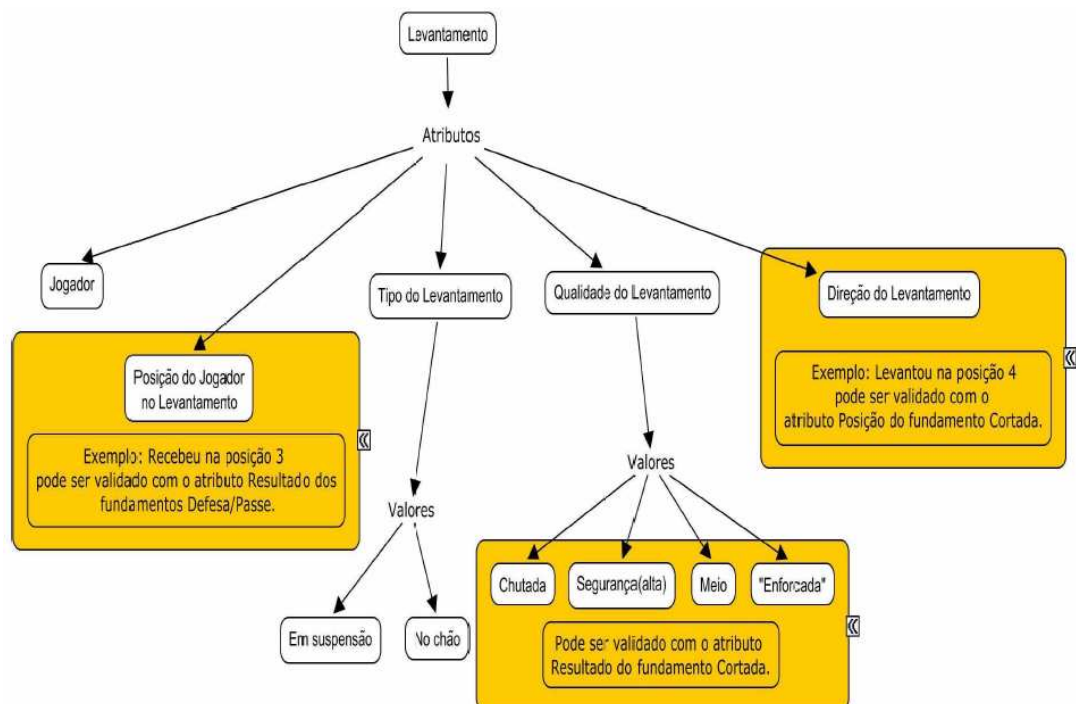 Levantamento
Atributos
Jogador
Tipo do Levantamento
Qualidade do Levantamento
Direção do Levantamento
Posição do Jogador
no Levantamento
Exemplo: Levantou na posição 4
pode ser validado com o
atributo Posição do fundamento Cortada.
Exemplo: Recebeu na posição 3
pode ser validado com o atributo Resultado dos
fundamentos Defesa/Passe.
Valores
Valores
Em suspensão
No chão
Chutada
Segurança(alta)
Meio
"Enforcada"
Pode ser validado com o atributo
Resultado do fundamento Cortada.